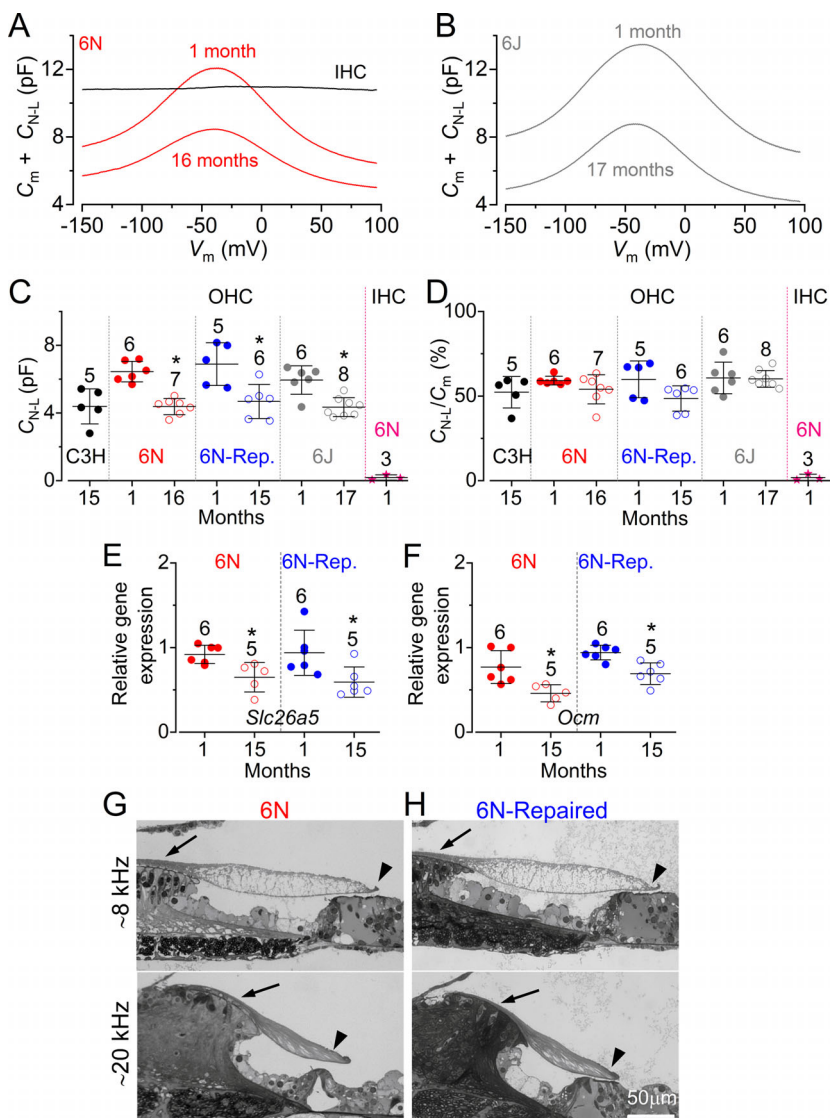 A
B
6N
1 month
IHC
16 months
Cm + CN-L (pF)
12
8
4
-150 -100 -50 0 50 100
Vm (mV)
6J
1 month
17 months
Cm + CN-L (pF)
12
8
4
-150 -100 -50 0 50 100
Vm (mV)
C
OHC
IHC
CN-L (pF)
8
4
0
5
6
*
7
5
*
6
6
*
8
6N
3
C3H 6N 6N-Rep. 6J
15 1 16 1 15 1 17 1
Months
D
OHC
IHC
CN-L/Cm (%)
100
50
0
5
6
7
5
6
6
8
6N
3
C3H 6N 6N-Rep. 6J
15 1 16 1 15 1 17 1
Months
E
6N 6N-Rep.
Relative gene
expression
2
1
0
6
*
5
6
*
5
Slc26a5
1 15 1 15
Months
F
6N 6N-Rep.
Relative gene
expression
2
1
0
6
*
5
6
*
5
Ocm
1 15 1 15
Months
G
6N
H
6N-Repaired
~8 kHz
~20 kHz
50µm